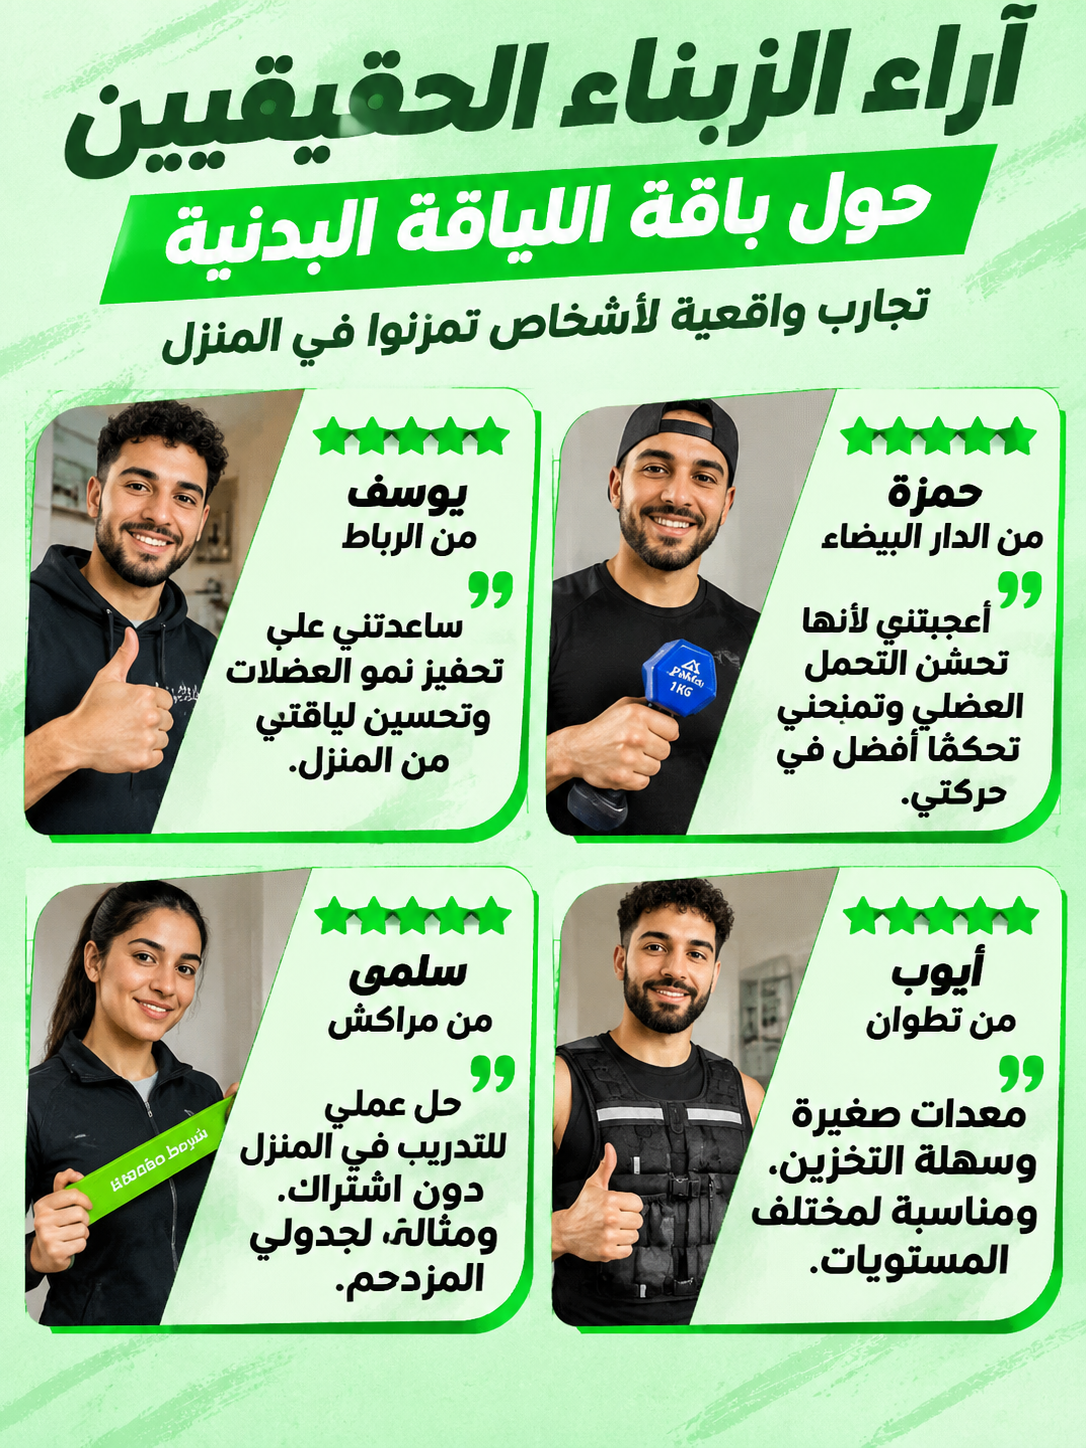 آراء الزبناء الحقيقيين
حول باقة اللياقة البدنية
تجارب واقعية لأشخاص تمزنوا في المنزل
حمزة
من الدار البيضاء
أعجبتني لأنها
تحشن التحمل
العضلي وتمنحني
تحكمًا أفضل في
حركتي.
1KG
يوسف
من الرباط
ساعدتني على
تحفيز نمو العضلات
وتحسين لياقتي
من المنزل.
أيوب
من تطوان
معدات صغيرة
وسهلة التخزين.
ومناسبة لمختلف
المستويات.
سلمى
من مراكش
حل عملي
للتدريب في المنزل
دون اشتراك.
لجدولي
المزدحم.